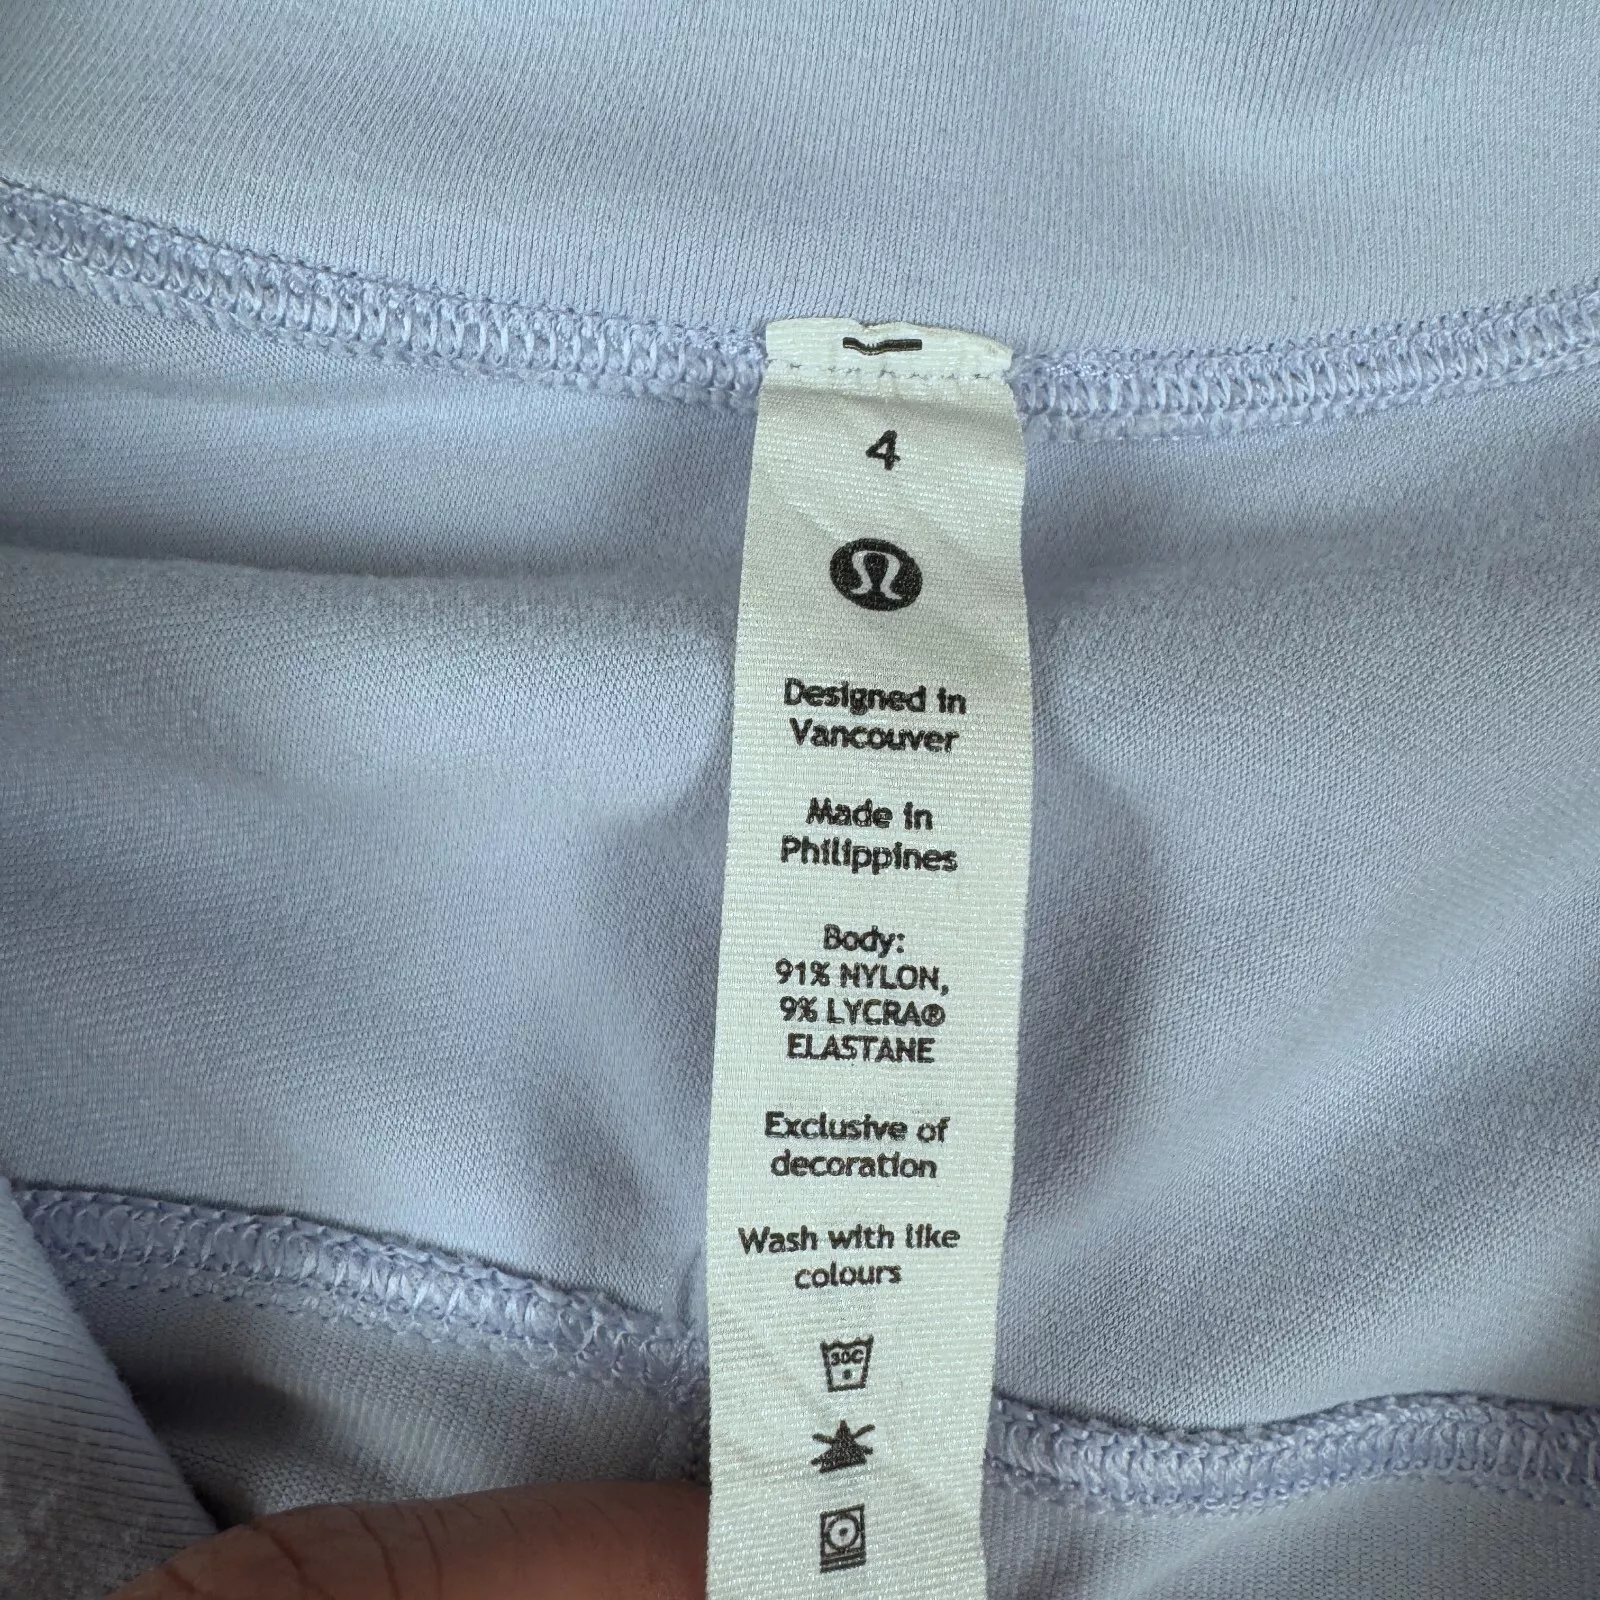 4
Designed in
Vancouver
Made in
Philippines
Body:
91% NYLON,
9% LYCRA®
ELASTANE
Exclusive of
decoration
Wash with like
colours
30C